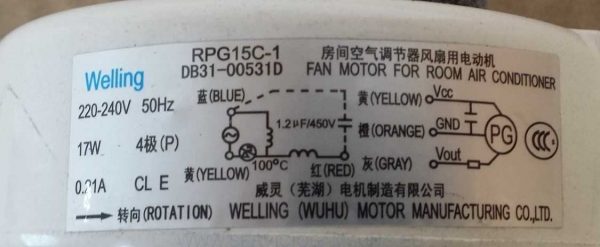 RPG15C-1 房间空气调节器风扇用电动机
Welling DB31-00531D FAN MOTOR FOR ROOM AIR CONDITIONER
蓝(BLUE) 黄(YELLOW) Vcc
220-240V 50Hz
1.2μF/450V 橙(ORANGE) GND PG CCC
17W 4极(P)
100℃ Vout
黄(YELLOW) 红(RED) 灰(GRAY)
0.21A CL E 威灵(芜湖)电机制造有限公司
转向(ROTATION) WELLING (WUHU) MOTOR MANUFACTURING CO.,LTD.